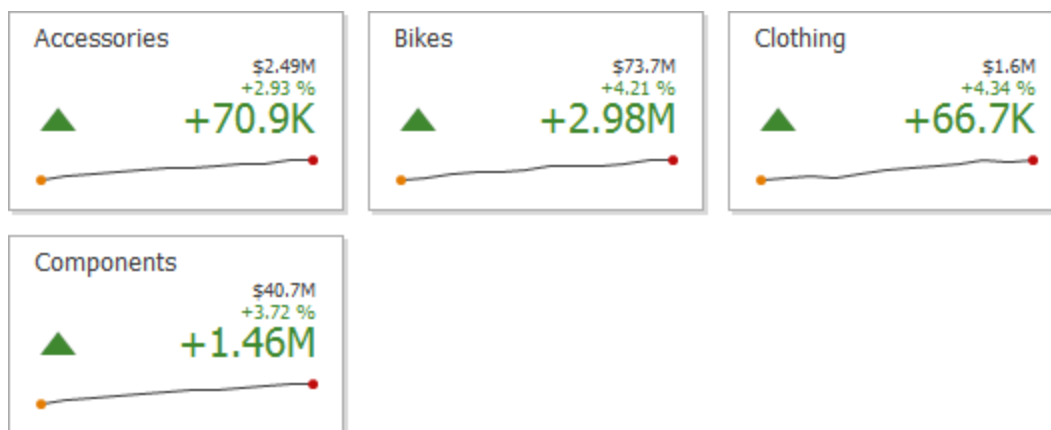 Accessories
$2.49M
+2.93 %
+70.9K
Bikes
$73.7M
+4.21 %
+2.98M
Clothing
$1.6M
+4.34 %
+66.7K
Components
$40.7M
+3.72 %
+1.46M